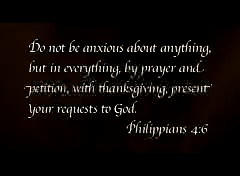 Do not be anxious about anything,
but in everything, by prayer and
petition, with thanksgiving, present
your requests to God.
Philippians 4:6